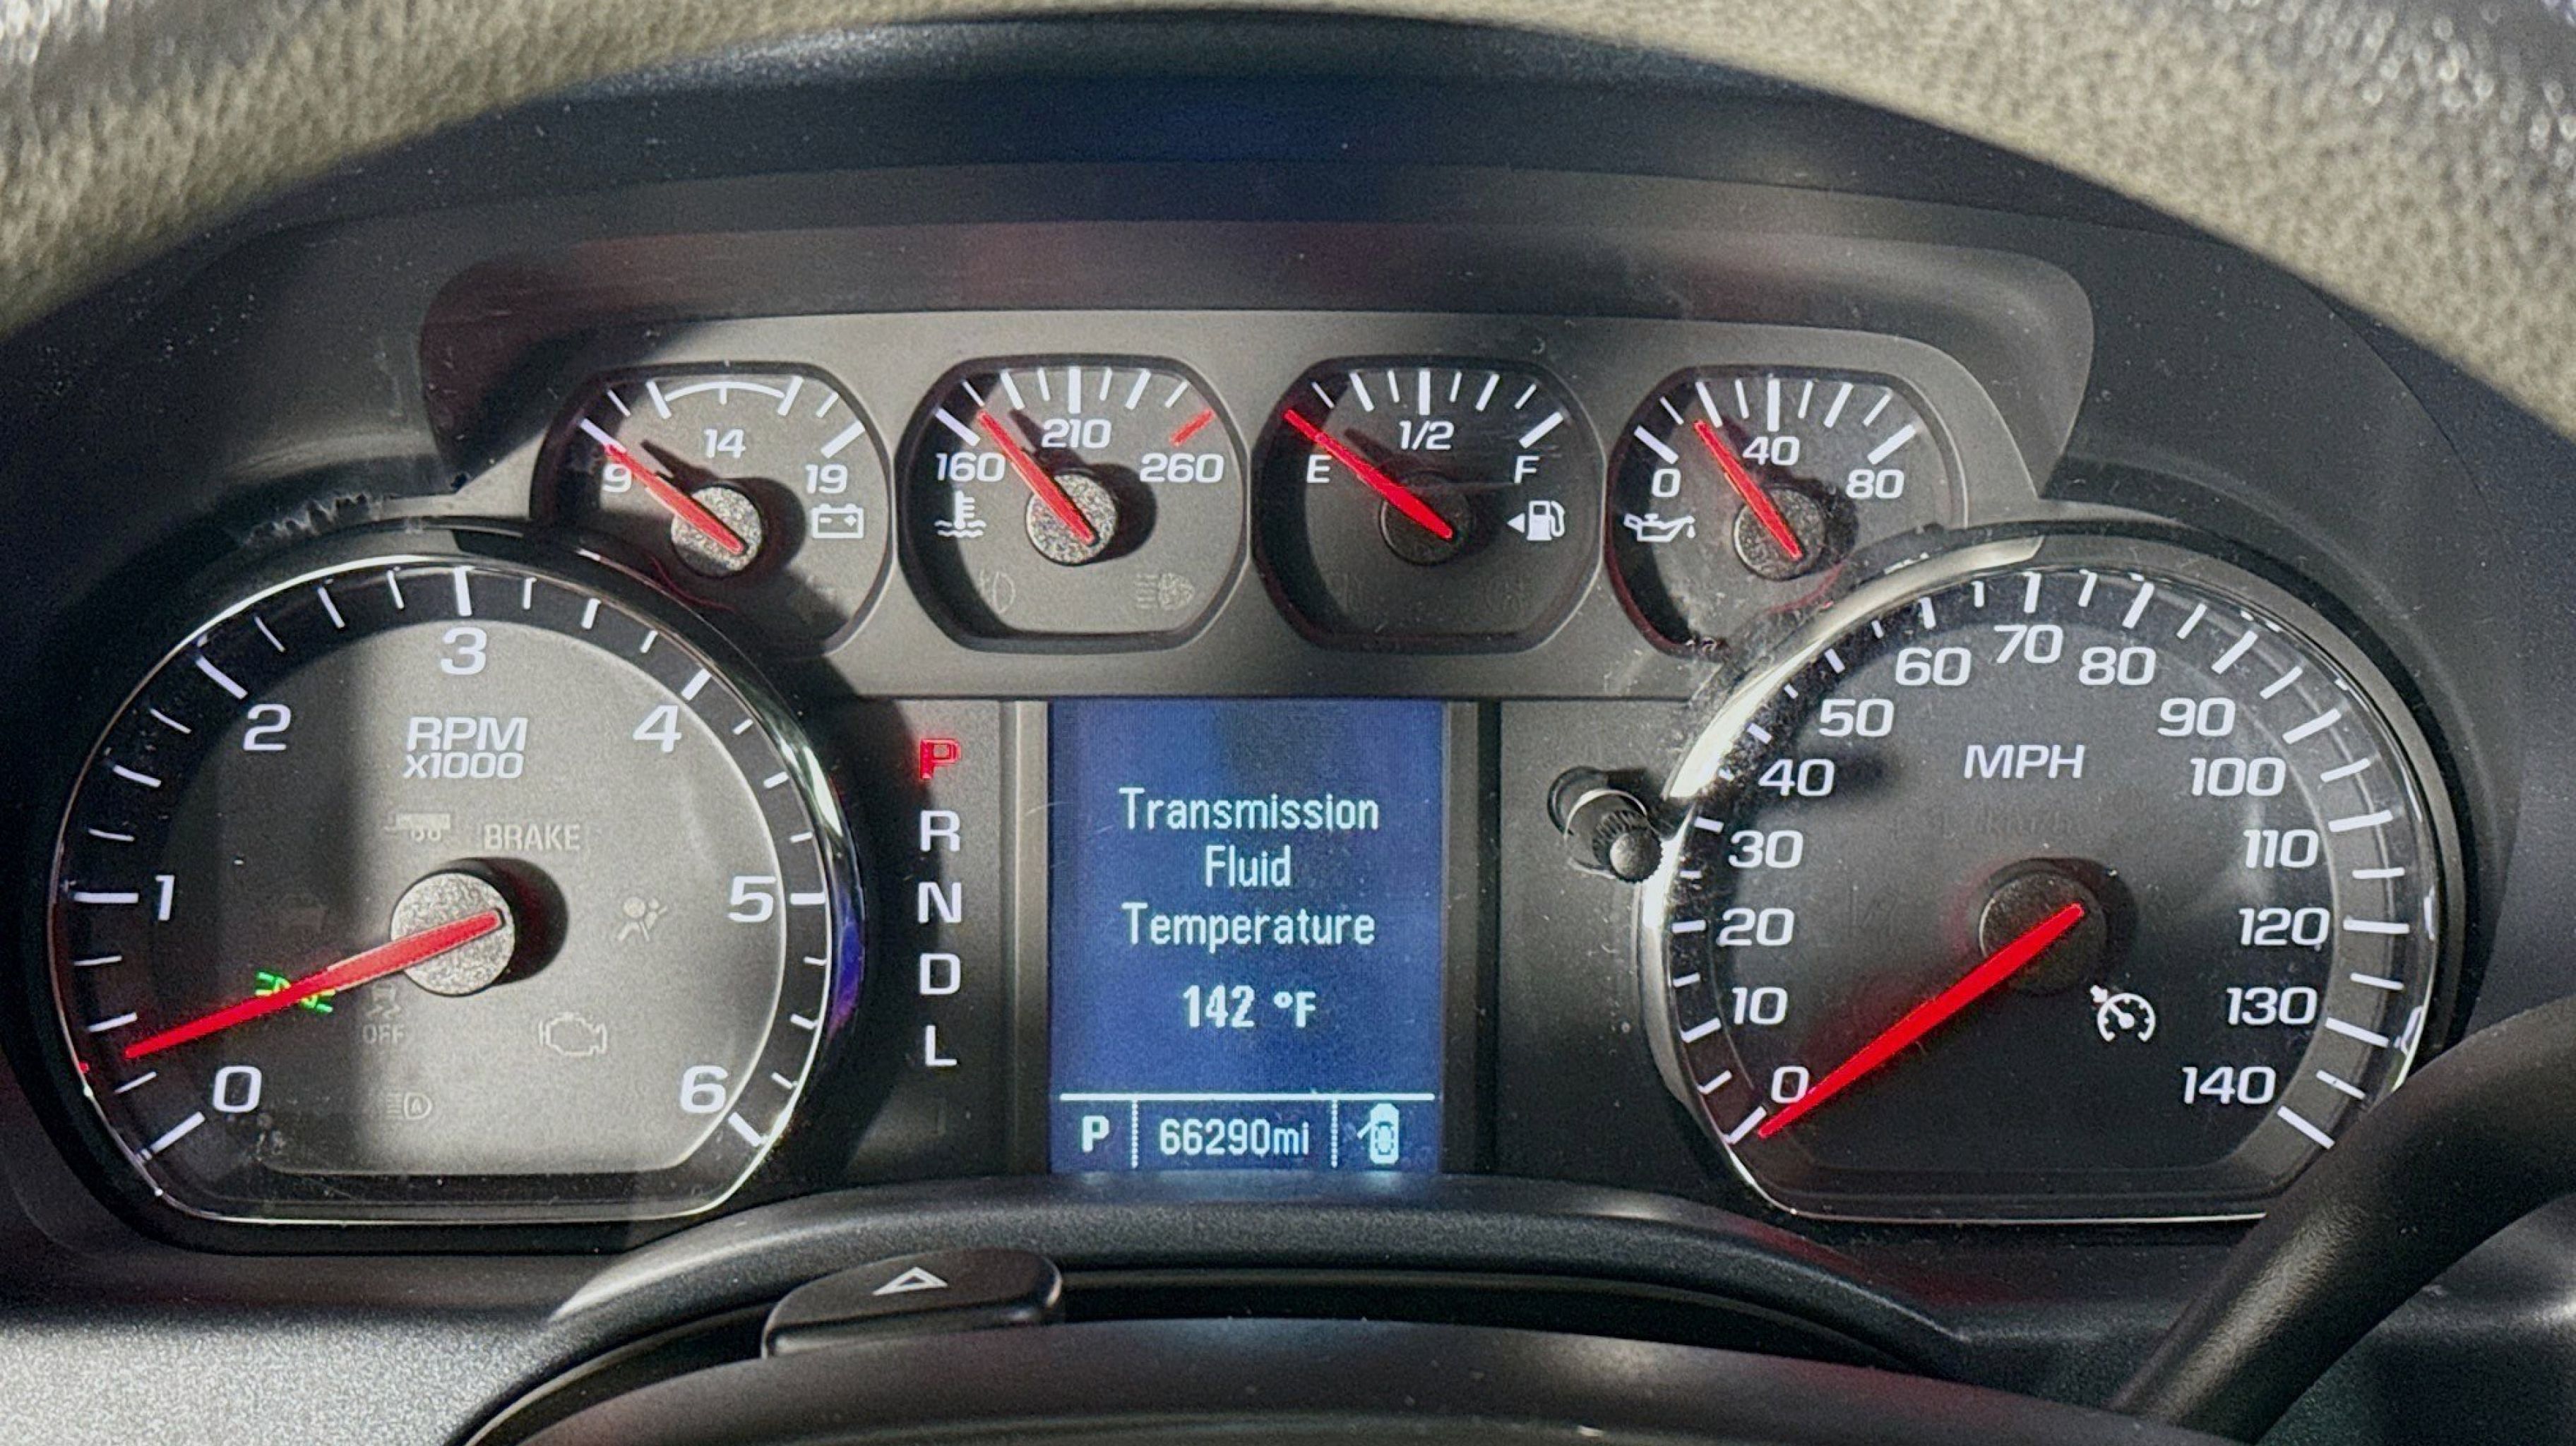 14
9
19
210
160
260
1/2
E
F
40
0
80
3
2
4
RPM
x1000
BRAKE
1
5
OFF
0
6
A
P
R
N
D
L
Transmission
Fluid
Temperature
142 °F
P 66290mi
70
60
80
50
90
MPH
40
100
30
110
20
120
10
130
0
140